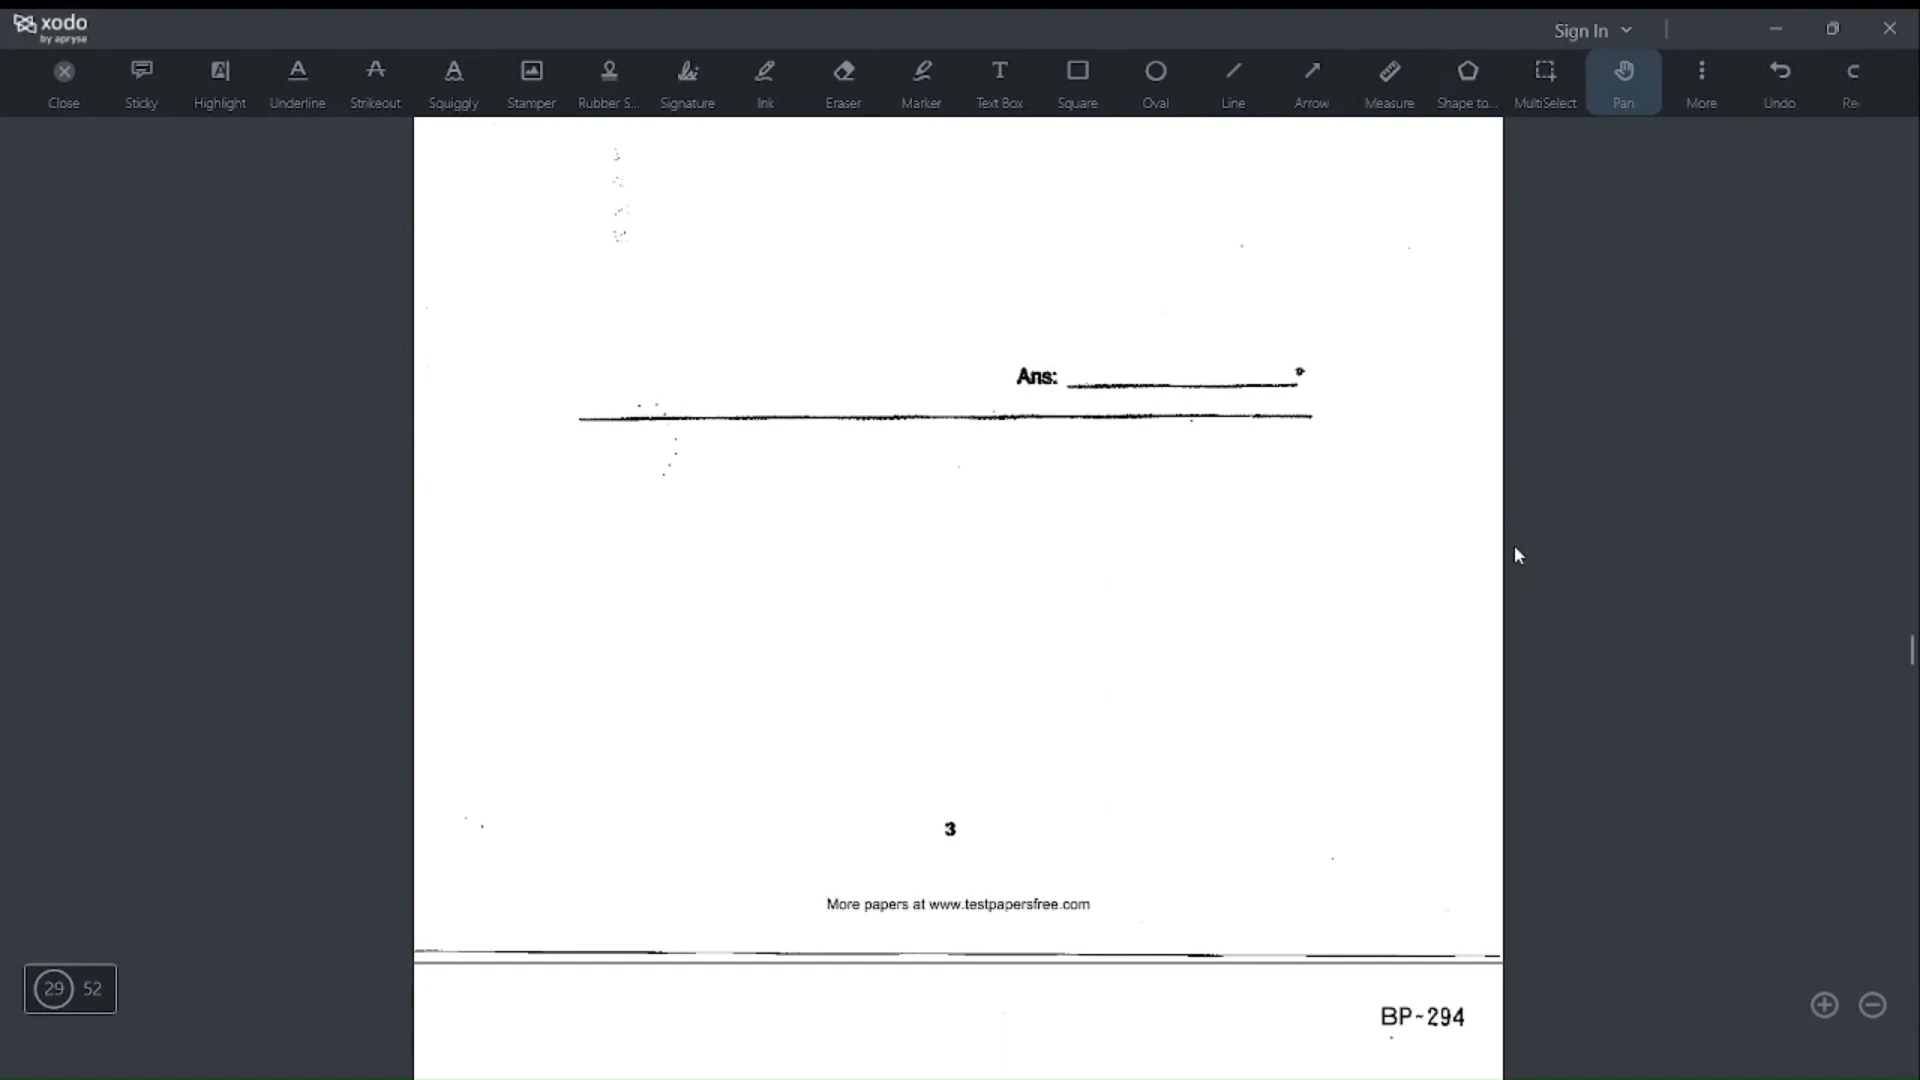 xodo
by apryse
Sign In
Close
Sticky
Highlight
Underline
Strikeout
Squiggly
Stamper
Rubber S...
Signature
Ink
Eraser
Marker
Text Box
Square
Oval
Line
Arrow
Measure
Shape to...
MultiSelect
Pan
More
Undo
Re
Ans:
3
More papers at www.testpapersfree.com
29 52
BP-294